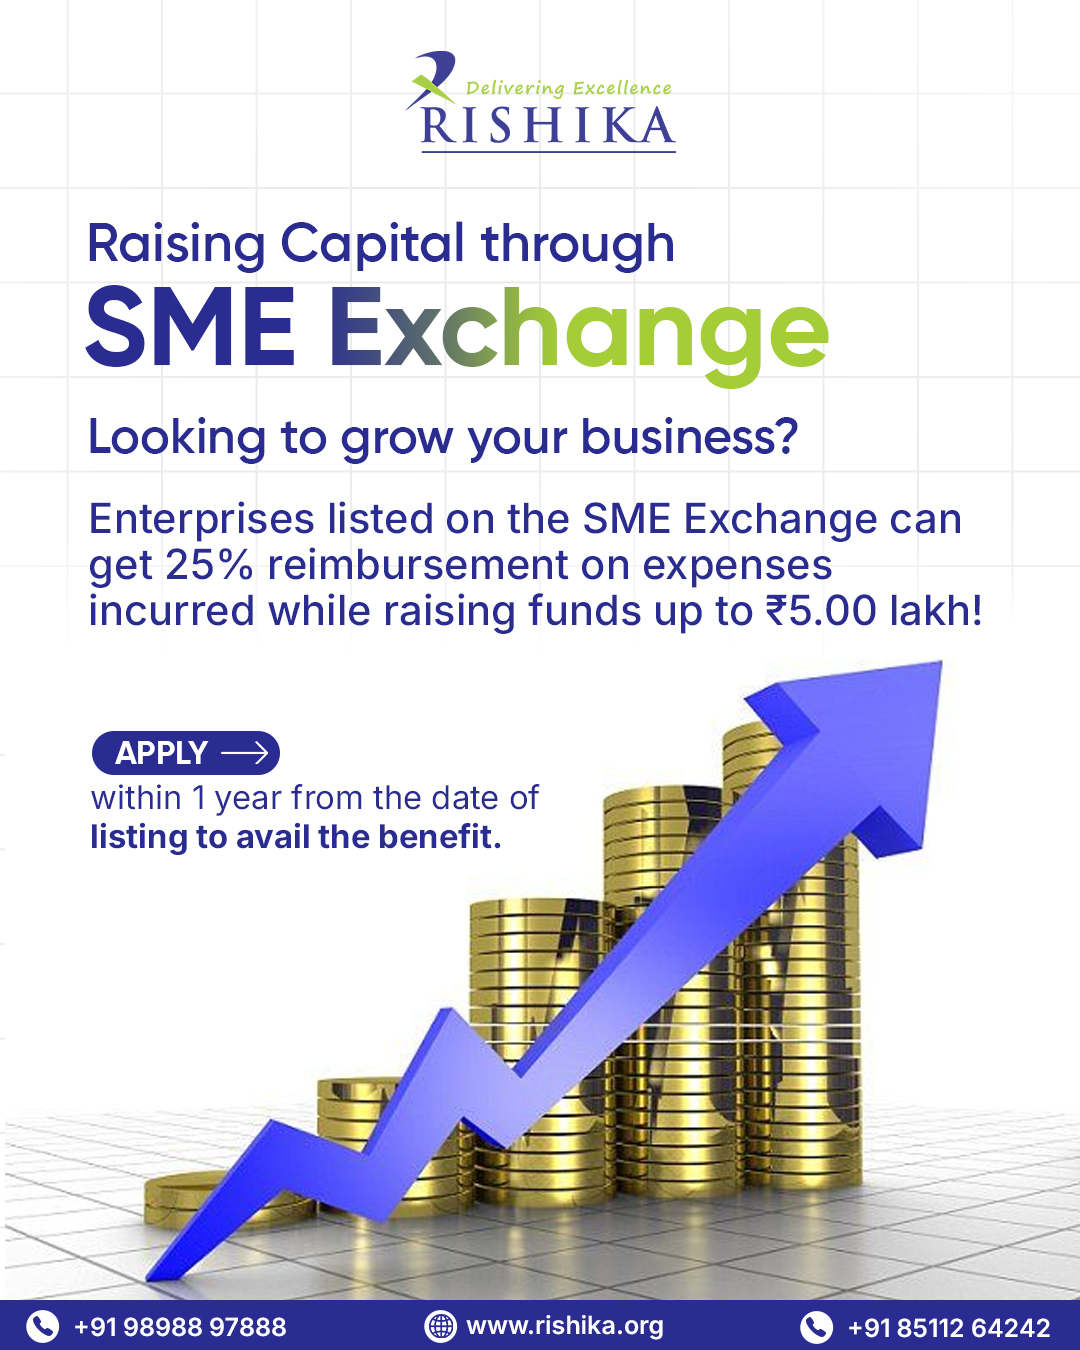 Delivering Excellence
RISHIKA
Raising Capital through
SME Exchange
Looking to grow your business?
Enterprises listed on the SME Exchange can
get 25% reimbursement on expenses
incurred while raising funds up to ₹5.00 lakh!
APPLY
within 1 year from the date of
listing to avail the benefit.
+91 98988 97888
www.rishika.org
+91 85112 64242